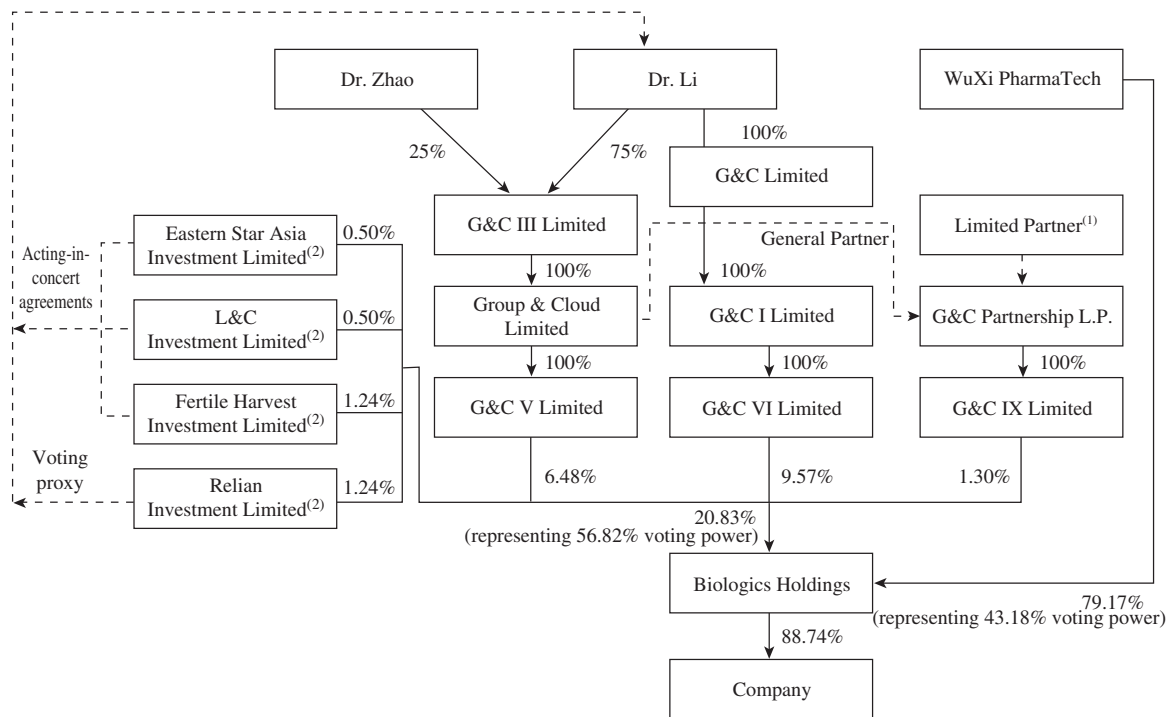 Dr. Zhao
Dr. Li
WuXi PharmaTech
25%
75%
100%
G&C Limited
G&C III Limited
Limited Partner(1)
General Partner
Eastern Star Asia
Investment Limited(2)
0.50%
Acting-in-
concert
agreements
100%
100%
Group & Cloud
Limited
G&C I Limited
G&C Partnership L.P.
L&C
Investment Limited(2)
0.50%
100%
100%
100%
Fertile Harvest
Investment Limited(2)
1.24%
G&C V Limited
G&C VI Limited
G&C IX Limited
Voting
proxy
Relian
Investment Limited(2)
1.24%
6.48%
9.57%
1.30%
20.83%
(representing 56.82% voting power)
Biologics Holdings
79.17%
(representing 43.18% voting power)
88.74%
Company